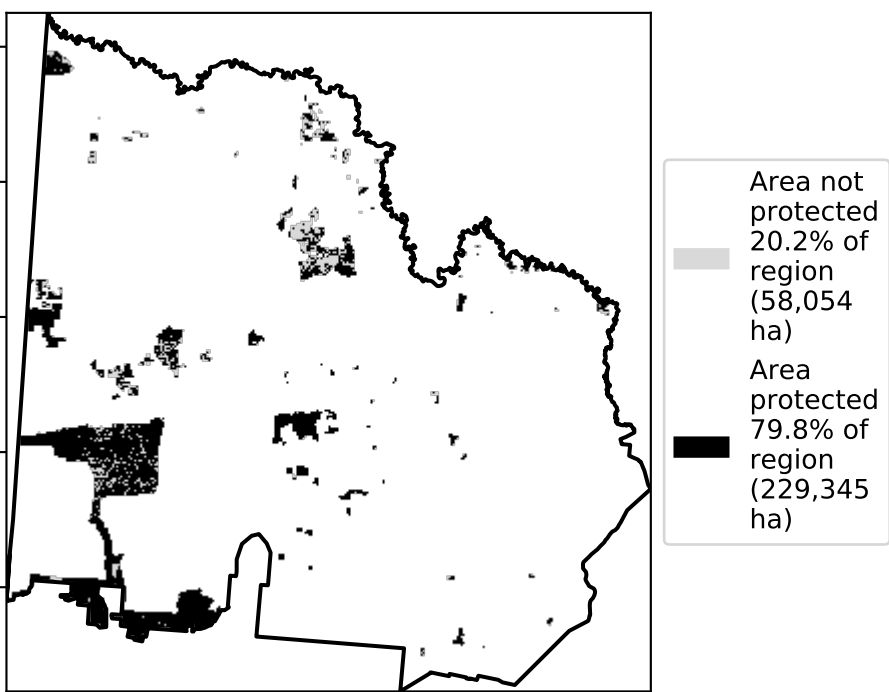 Area not
protected
20.2% of
region
(58,054
ha)
Area
protected
79.8% of
region
(229,345
ha)